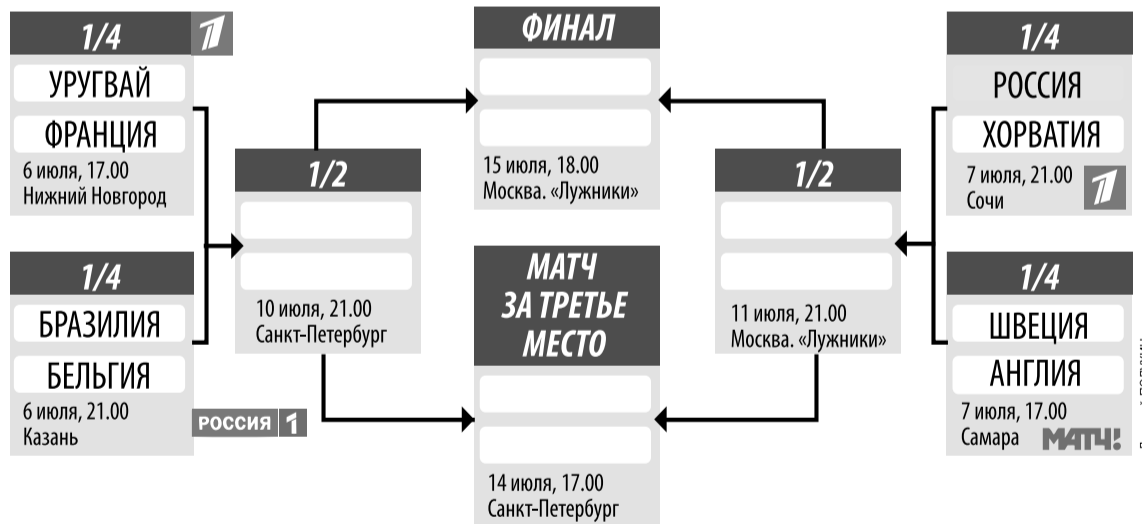 1/4
1
УРУГВАЙ
ФРАНЦИЯ
6 июля, 17.00
Нижний Новгород
1/4
БРАЗИЛИЯ
БЕЛЬГИЯ
6 июля, 21.00
Казань
РОССИЯ 1
1/2
10 июля, 21.00
Санкт-Петербург
ФИНАЛ
15 июля, 18.00
Москва. «Лужники»
МАТЧ
ЗА ТРЕТЬЕ
МЕСТО
14 июля, 17.00
Санкт-Петербург
1/2
11 июля, 21.00
Москва. «Лужники»
1/4
РОССИЯ
ХОРВАТИЯ
7 июля, 21.00
Сочи
1
1/4
ШВЕЦИЯ
АНГЛИЯ
7 июля, 17.00
Самара
МАТЧ!